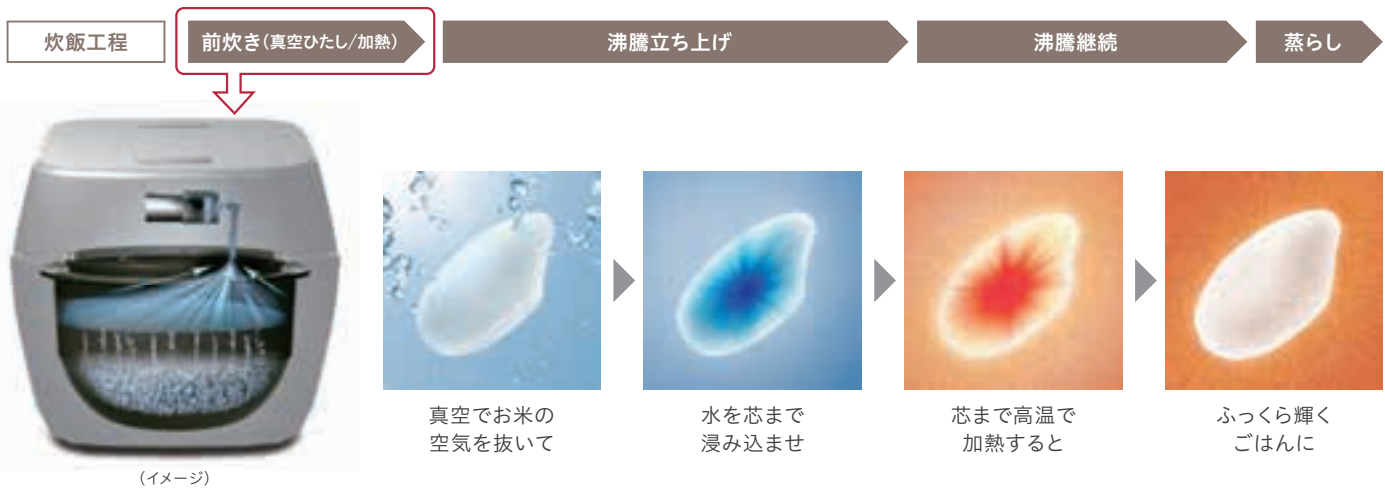 炊飯工程
前炊き(真空ひたし/加熱)
沸騰立ち上げ
沸騰継続
蒸らし
(イメージ)
真空でお米の
空気を抜いて
水を芯まで
浸み込ませ
芯まで高温で
加熱すると
ふっくら輝く
ごはんに